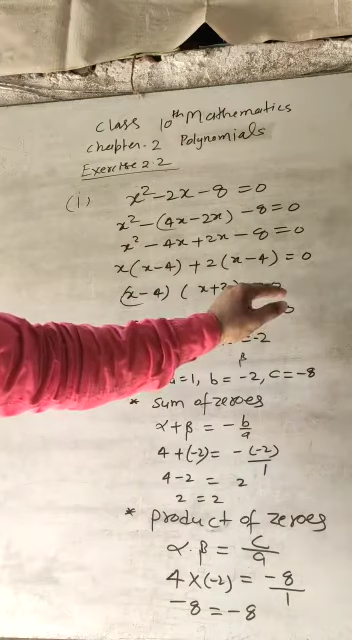 Class 10th Mathematics
Chapter.2 Polynomials
Exercise 2.2
(i) x² - 2x - 8 = 0
x² - (4x - 2x) - 8 = 0
x² - 4x + 2x - 8 = 0
x(x-4) + 2(x-4) = 0
(x-4) (x+2)
= -2
β
a=1, b = -2, c = -8
* Sum of zeroes
α+β = -b/a
4 + (-2) = -(-2)/1
4-2 = 2
2 = 2
* Product of zeroes
α.β = c/a
4 × (-2) = -8/1
-8 = -8